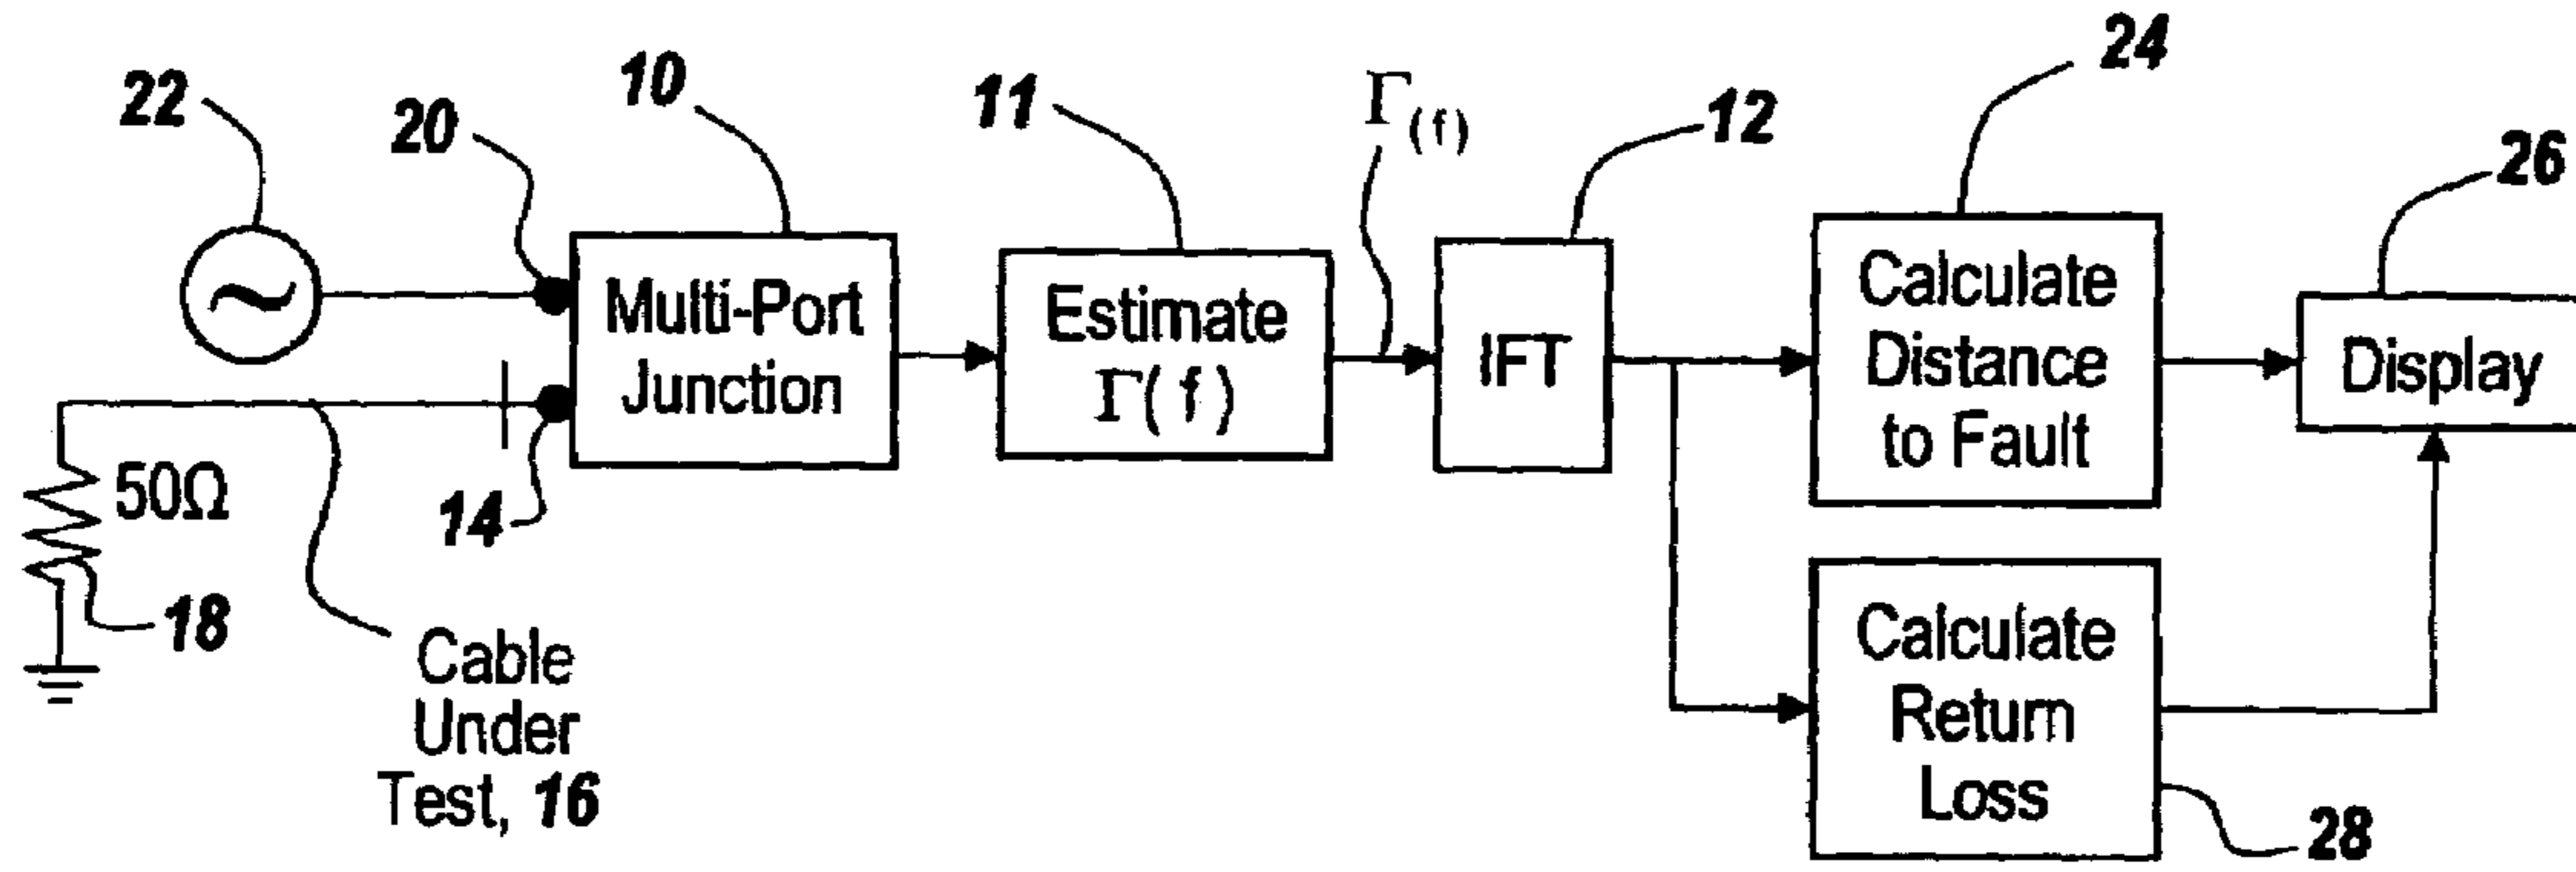 22
20
10
11
Γ(f)
12
24
26
Multi-Port
Junction
Estimate
Γ(f)
IFT
Calculate
Distance
to Fault
Display
50Ω
14
18
Cable
Under
Test, 16
Calculate
Return
Loss
28